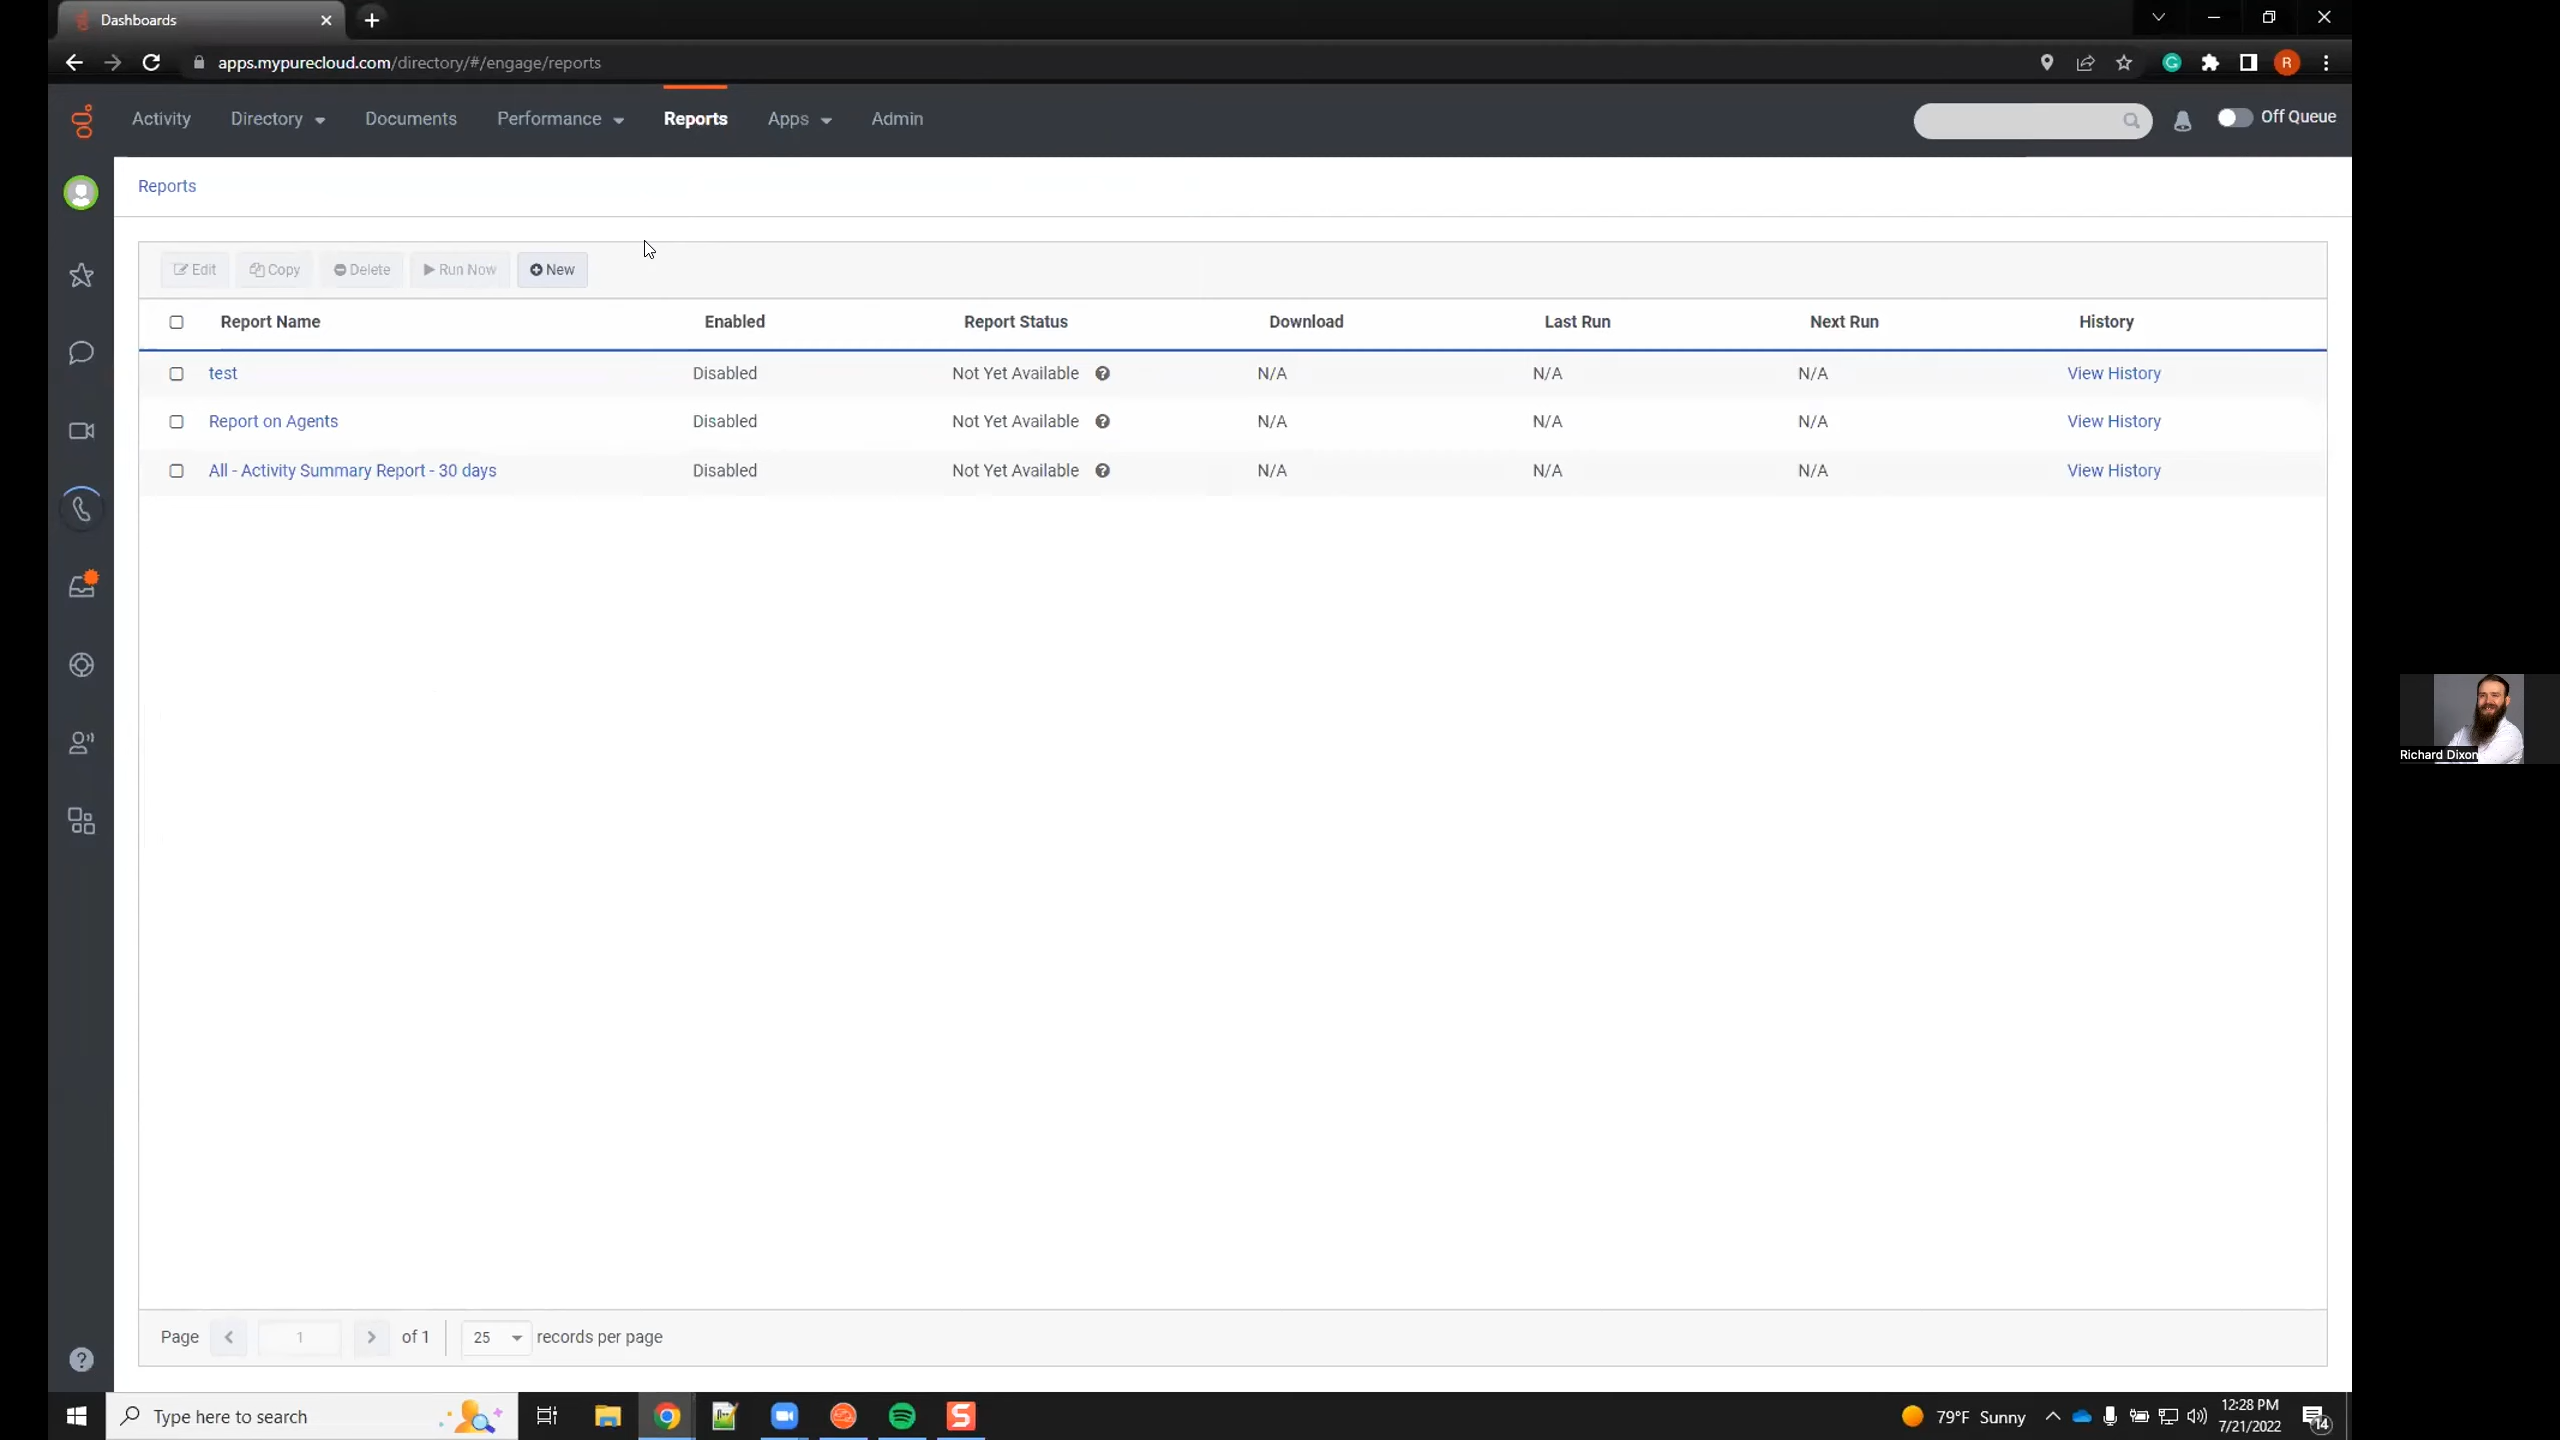 Dashboards
apps.mypurecloud.com/directory/#/engage/reports
R
Activity Directory Documents Performance Reports Apps Admin
Off Queue
Reports
Edit Copy Delete Run Now New
Report Name Enabled Report Status Download Last Run Next Run History
test Disabled Not Yet Available N/A N/A N/A View History
Report on Agents Disabled Not Yet Available N/A N/A N/A View History
All - Activity Summary Report - 30 days Disabled Not Yet Available N/A N/A N/A View History
Richard Dixon
Page 1 of 1 25 records per page
Type here to search
79°F Sunny
12:28 PM
7/21/2022
14